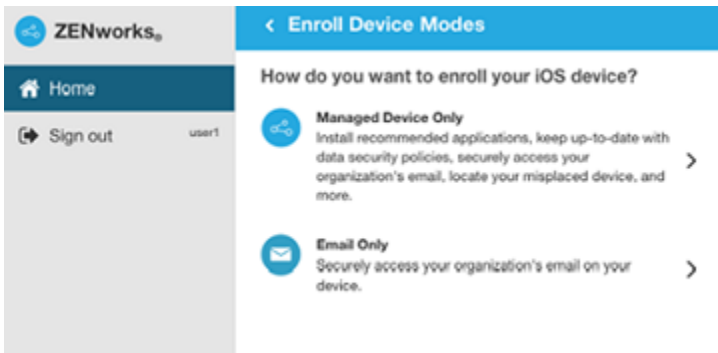 ZENworks®
Home
Sign out user1
Enroll Device Modes
How do you want to enroll your iOS device?
Managed Device Only
Install recommended applications, keep up-to-date with
data security policies, securely access your
organization's email, locate your misplaced device, and
more.
Email Only
Securely access your organization's email on your
device.